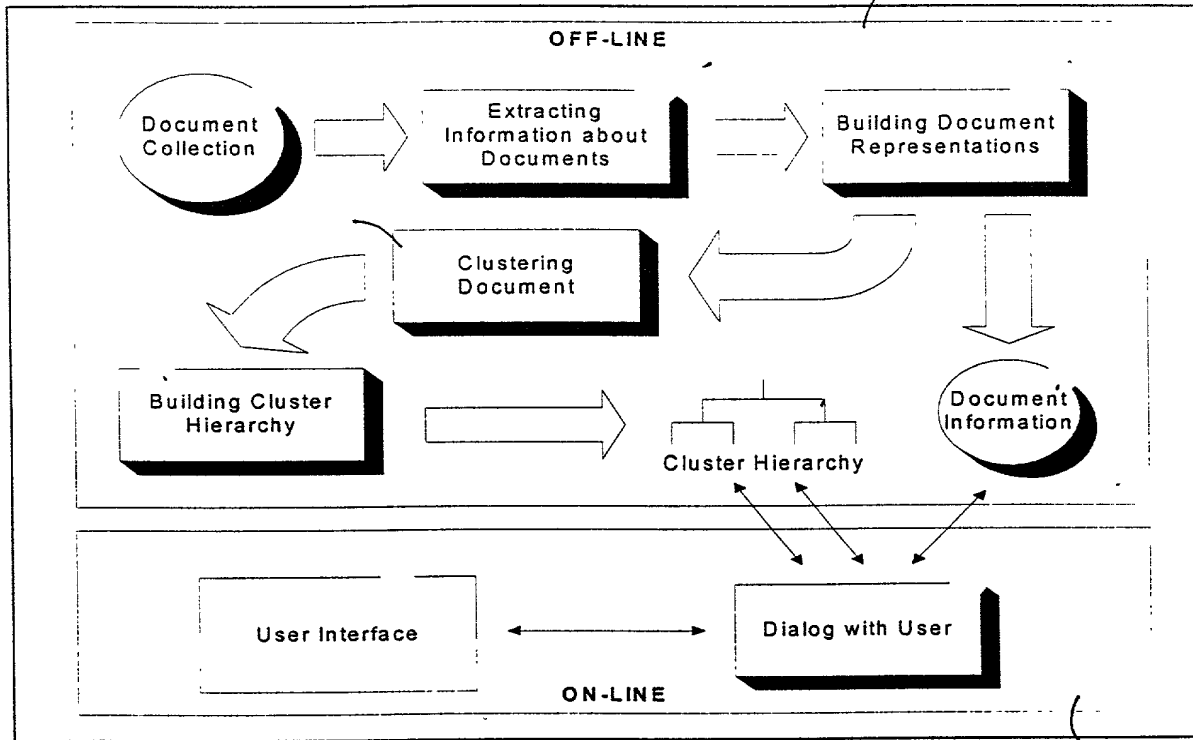 OFF-LINE
Document
Collection
Extracting
Information about
Documents
Building Document
Representations
Clustering
Document
Building Cluster
Hierarchy
Cluster Hierarchy
Document
Information
User Interface
Dialog with User
ON-LINE